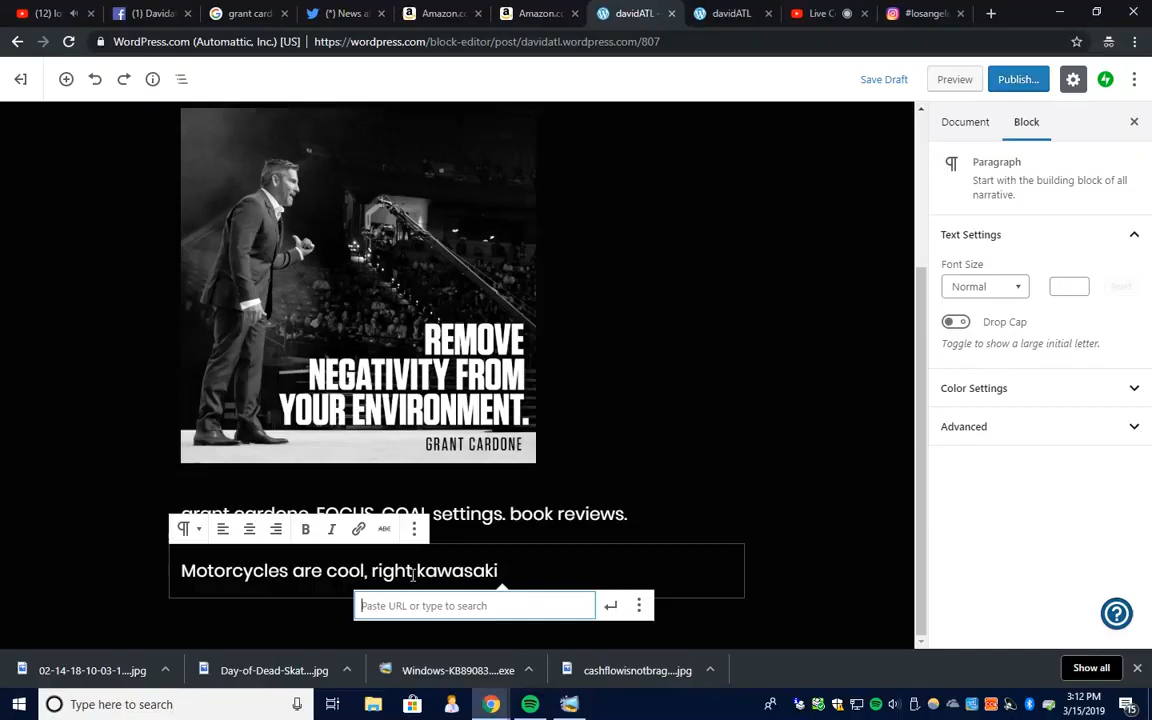 (12) lo
(1) Davida
grant card
(*) News a
Amazon.c
Amazon.c
davidATL -
davidATL
Live C
#losangele
WordPress.com (Automattic, Inc.) [US]
https://wordpress.com/block-editor/post/davidatl.wordpress.com/807
Save Draft
Preview
Publish...
Document
Block
Paragraph
Start with the building block of all
narrative.
Text Settings
Font Size
Normal
Reset
Drop Cap
Toggle to show a large initial letter.
Color Settings
Advanced
REMOVE
NEGATIVITY FROM
YOUR ENVIRONMENT.
GRANT CARDONE
grant cardone. FOCUS. GOAL settings. book reviews.
B I ABC
Motorcycles are cool, right kawasaki
Paste URL or type to search
02-14-18-10-03-1....jpg
Day-of-Dead-Skat....jpg
Windows-KB89083....exe
cashflowisnotbrag....jpg
Show all
Type here to search
3:12 PM
3/15/2019
15